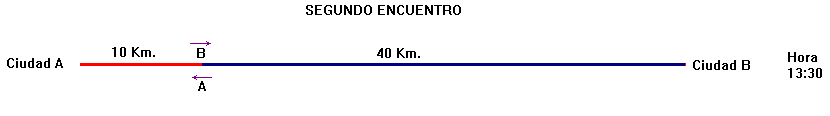 SEGUNDO ENCUENTRO
10 Km.
B
40 Km.
Ciudad A
Ciudad B
Hora
13:30
A